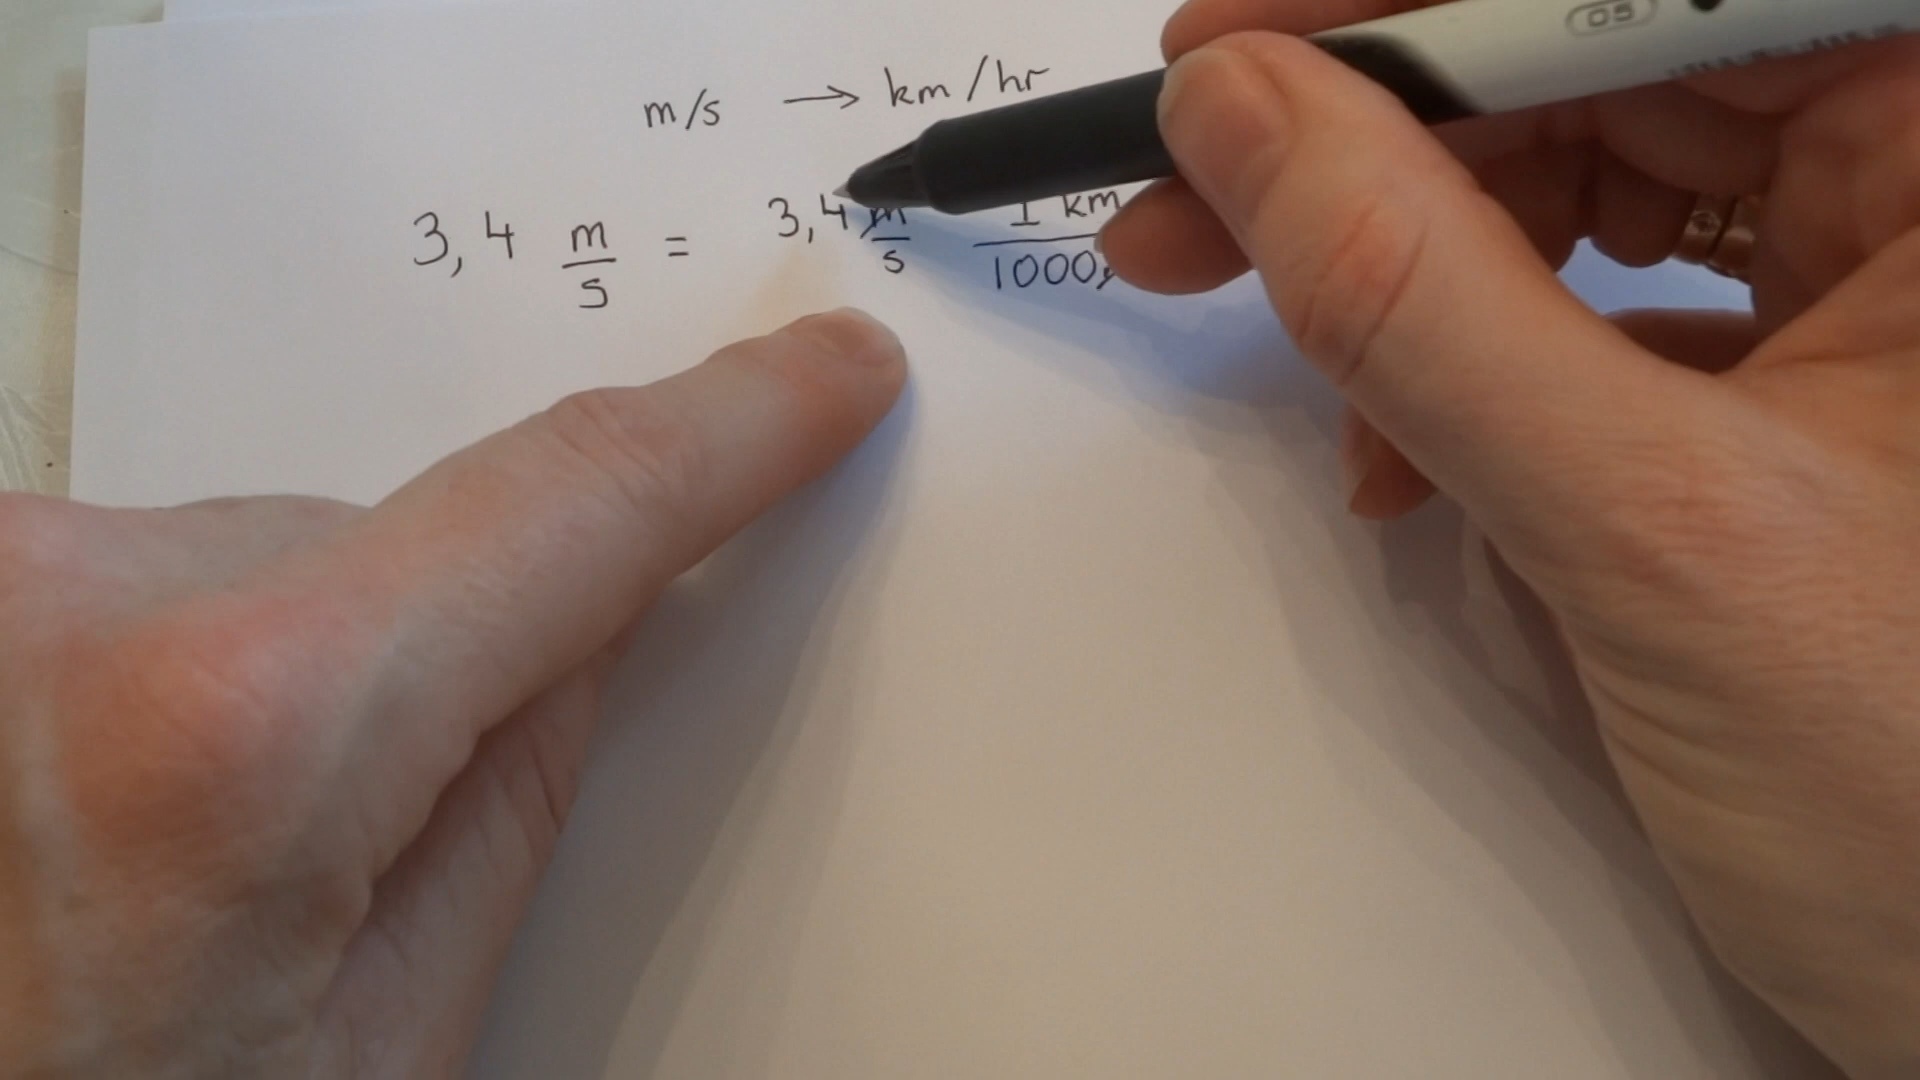 m/s → km/hr
3,4 m/s = 3,4 m/s 1 km/1000
05